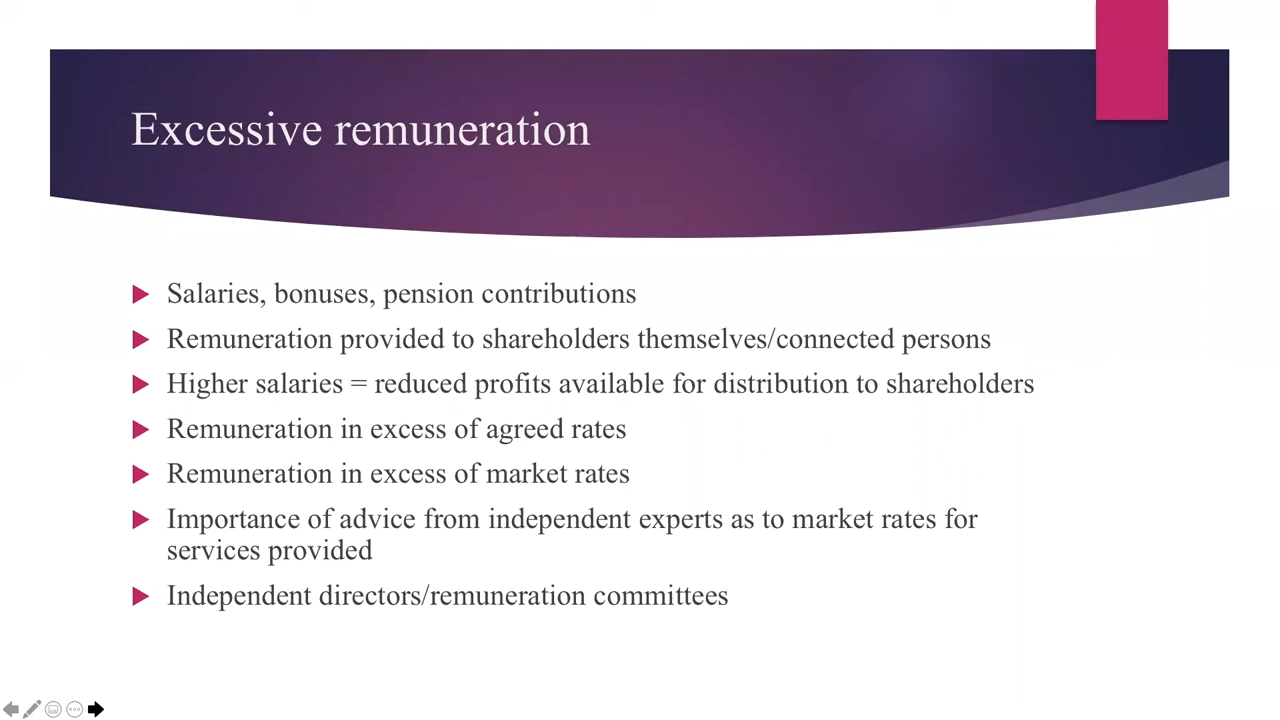 Excessive remuneration
Salaries, bonuses, pension contributions
Remuneration provided to shareholders themselves/connected persons
Higher salaries = reduced profits available for distribution to shareholders
Remuneration in excess of agreed rates
Remuneration in excess of market rates
Importance of advice from independent experts as to market rates for
services provided
Independent directors/remuneration committees